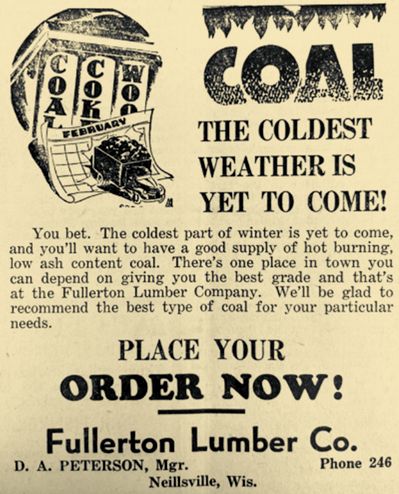 COAL
COKE
WOO
FEBRUARY
COAL
THE COLDEST
WEATHER IS
YET TO COME!
You bet. The coldest part of winter is yet to come,
and you'll want to have a good supply of hot burning,
low ash content coal. There's one place in town you
can depend on giving you the best grade and that's
at the Fullerton Lumber Company. We'll be glad to
recommend the best type of coal for your particular
needs.
PLACE YOUR
ORDER NOW!
Fullerton Lumber Co.
D. A. PETERSON, Mgr. Phone 246
Neillsville, Wis.